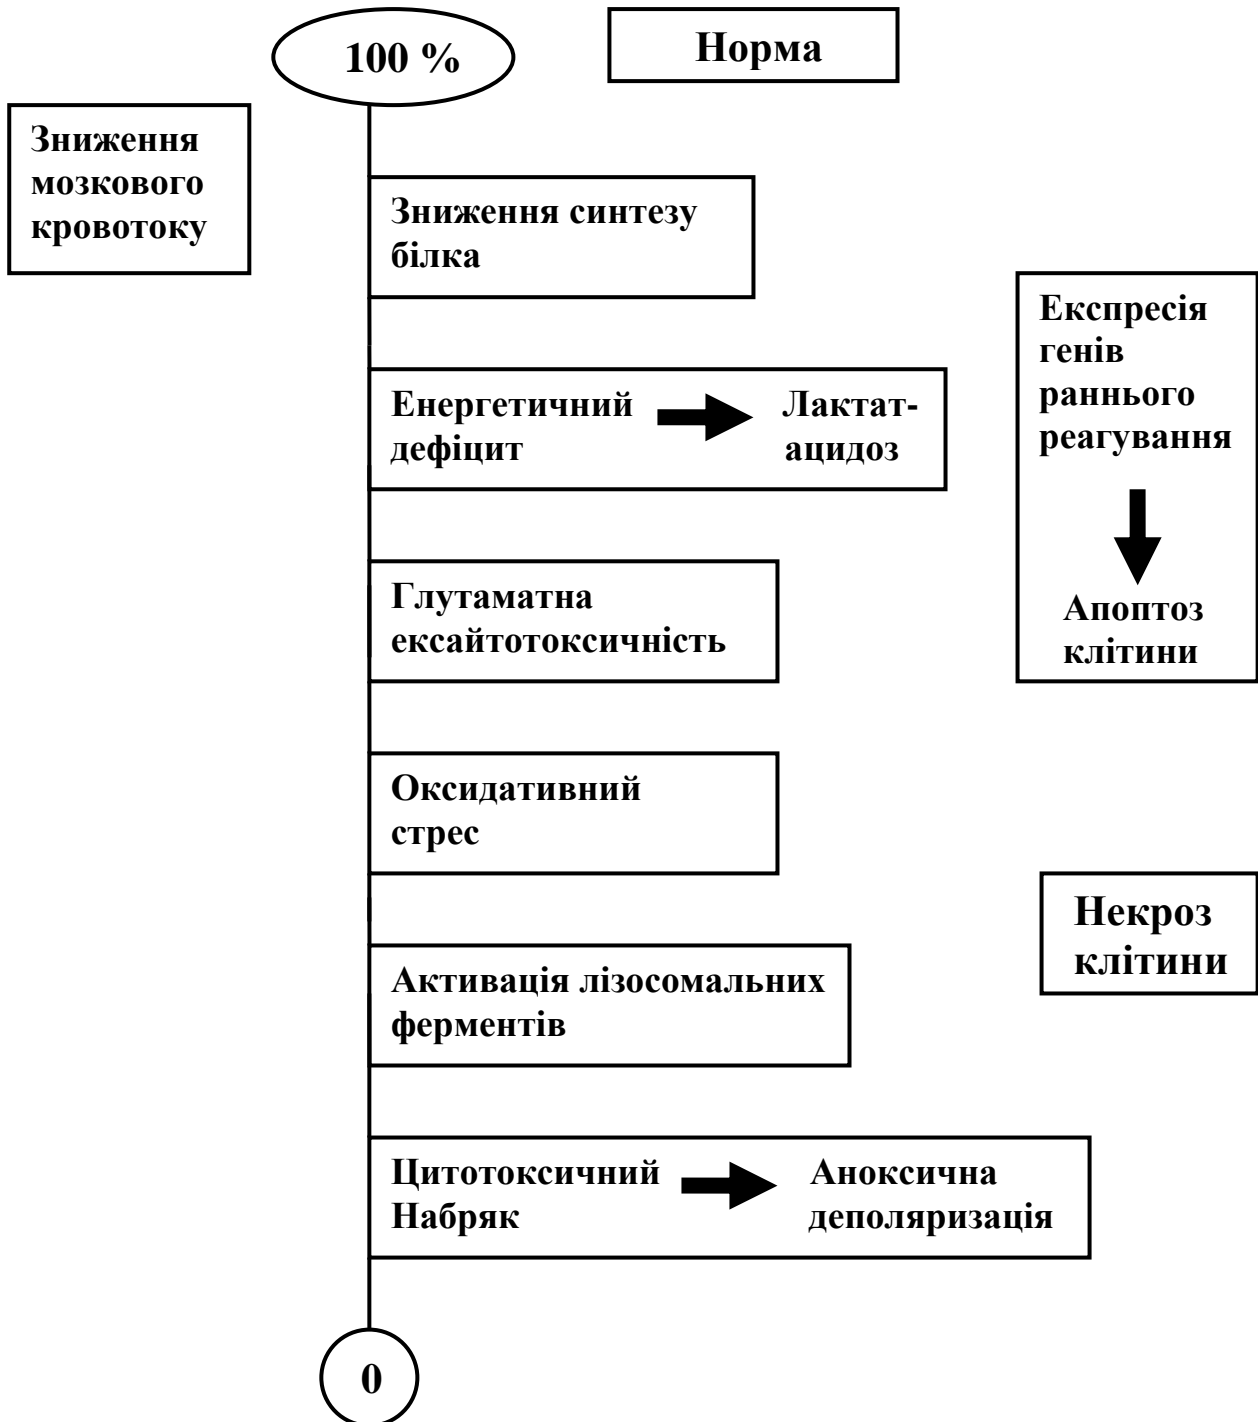 100 %
Норма
Зниження
мозкового
кровотоку
Зниження синтезу
білка
Експресія
генів
раннього
реагування
Апоптоз
клітини
Енергетичний
дефіцит
Лактат-
ацидоз
Глутаматна
ексайтотоксичність
Оксидативний
стрес
Некроз
клітини
Активація лізосомальних
ферментів
Цитотоксичний
Набряк
Аноксична
деполяризація
0